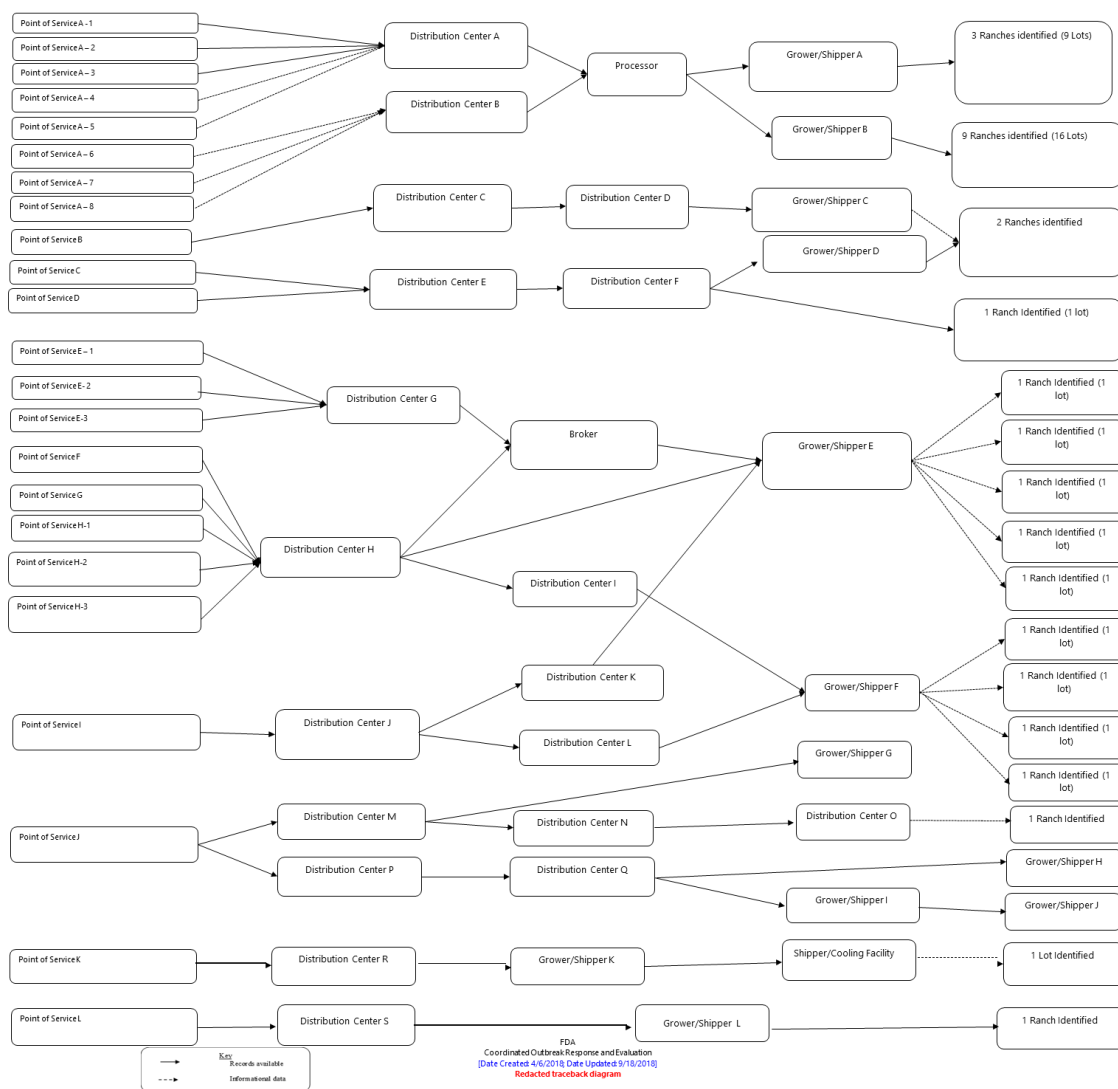 Point of Service A - 1
Point of Service A – 2
Point of Service A – 3
Point of Service A – 4
Point of Service A – 5
Point of Service A – 6
Point of Service A – 7
Point of Service A – 8
Point of Service B
Point of Service C
Point of Service D
Distribution Center A
Distribution Center B
Processor
Grower/Shipper A
Grower/Shipper B
3 Ranches identified (9 Lots)
9 Ranches identified (16 Lots)
Distribution Center C
Distribution Center D
Grower/Shipper C
Grower/Shipper D
2 Ranches identified
Distribution Center E
Distribution Center F
1 Ranch Identified (1 lot)
Point of Service E – 1
Point of Service E- 2
Point of Service E-3
Point of Service F
Point of Service G
Point of Service H-1
Point of Service H-2
Point of Service H-3
Distribution Center G
Distribution Center H
Broker
Distribution Center I
Grower/Shipper E
1 Ranch Identified (1
lot)
1 Ranch Identified (1
lot)
1 Ranch Identified (1
lot)
1 Ranch Identified (1
lot)
1 Ranch Identified (1
lot)
Point of Service I
Distribution Center J
Distribution Center K
Distribution Center L
Grower/Shipper F
1 Ranch Identified (1
lot)
1 Ranch Identified (1
lot)
1 Ranch Identified (1
lot)
1 Ranch Identified (1
lot)
Point of Service J
Distribution Center M
Distribution Center P
Distribution Center N
Distribution Center Q
Grower/Shipper G
Distribution Center O
1 Ranch Identified
Grower/Shipper H
Grower/Shipper I
Grower/Shipper J
Point of Service K
Distribution Center R
Grower/Shipper K
Shipper/Cooling Facility
1 Lot Identified
Point of Service L
Distribution Center S
Grower/Shipper L
1 Ranch Identified
Key
Records available
Informational data
FDA
Coordinated Outbreak Response and Evaluation
[Date Created: 4/6/2018; Date Updated: 9/18/2018]
Redacted traceback diagram